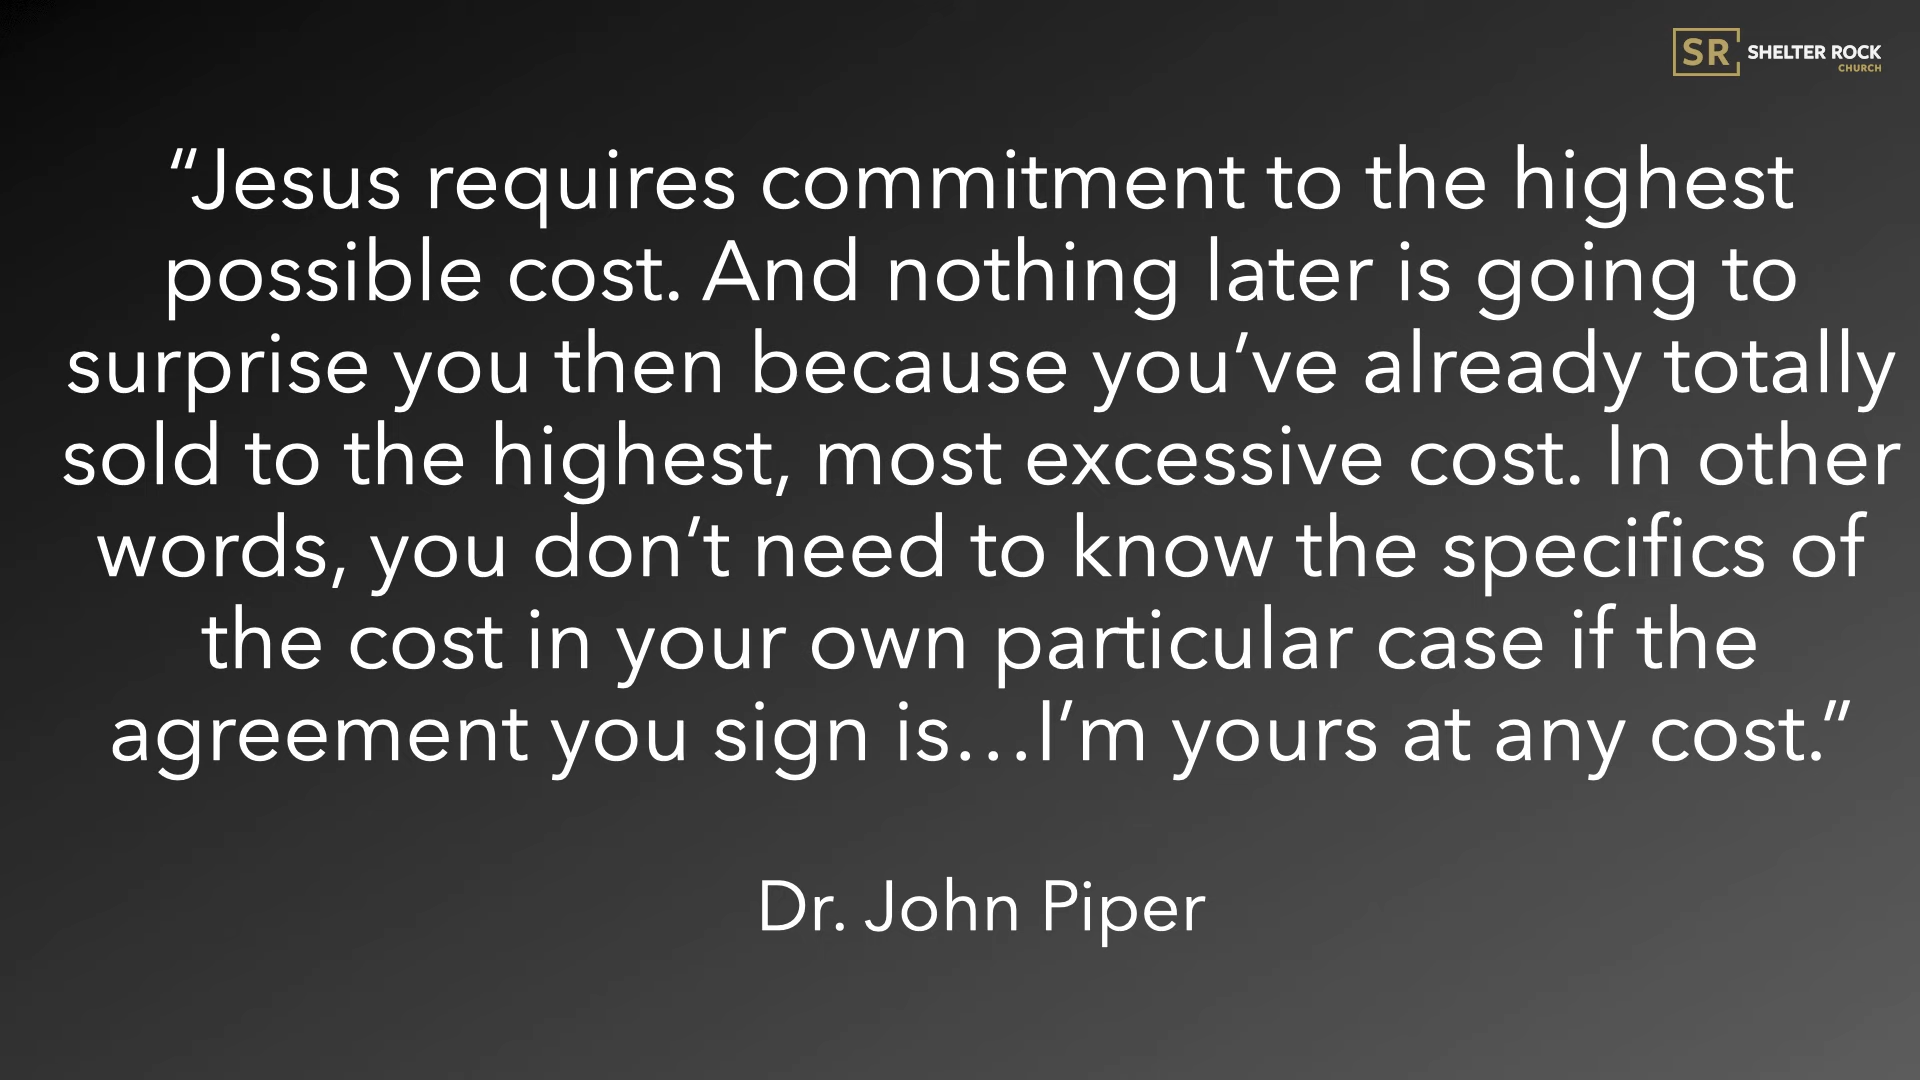 SR SHELTER ROCK
CHURCH
“Jesus requires commitment to the highest
possible cost. And nothing later is going to
surprise you then because you’ve already totally
sold to the highest, most excessive cost. In other
words, you don’t need to know the specifics of
the cost in your own particular case if the
agreement you sign is…I’m yours at any cost.”
Dr. John Piper